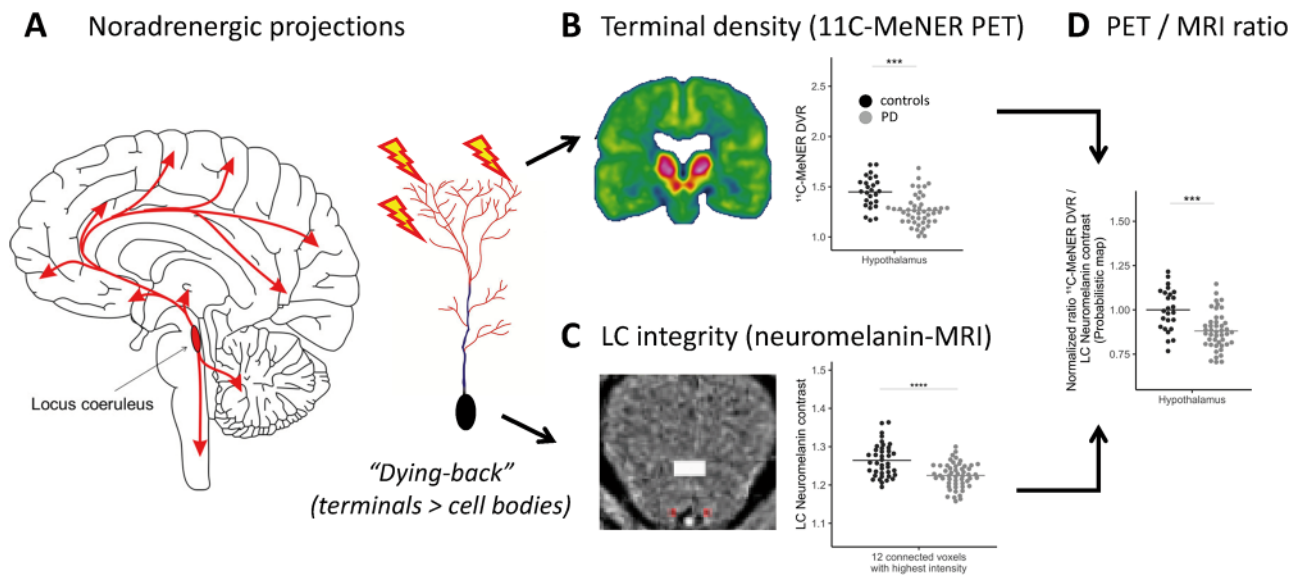 A Noradrenergic projections
Locus coeruleus
"Dying-back"
(terminals > cell bodies)
B Terminal density (11C-MeNER PET)
¹¹C-MeNER DVR
2.5
2.0
1.5
1.0
***
controls
PD
Hypothalamus
C LC integrity (neuromelanin-MRI)
LC Neuromelanin contrast
1.5
1.4
1.3
1.2
1.1
****
12 connected voxels
with highest intensity
D PET / MRI ratio
Normalized ratio ¹¹C-MeNER DVR /
LC Neuromelanin contrast
(Probabilistic map)
1.50
1.25
1.00
0.75
***
Hypothalamus